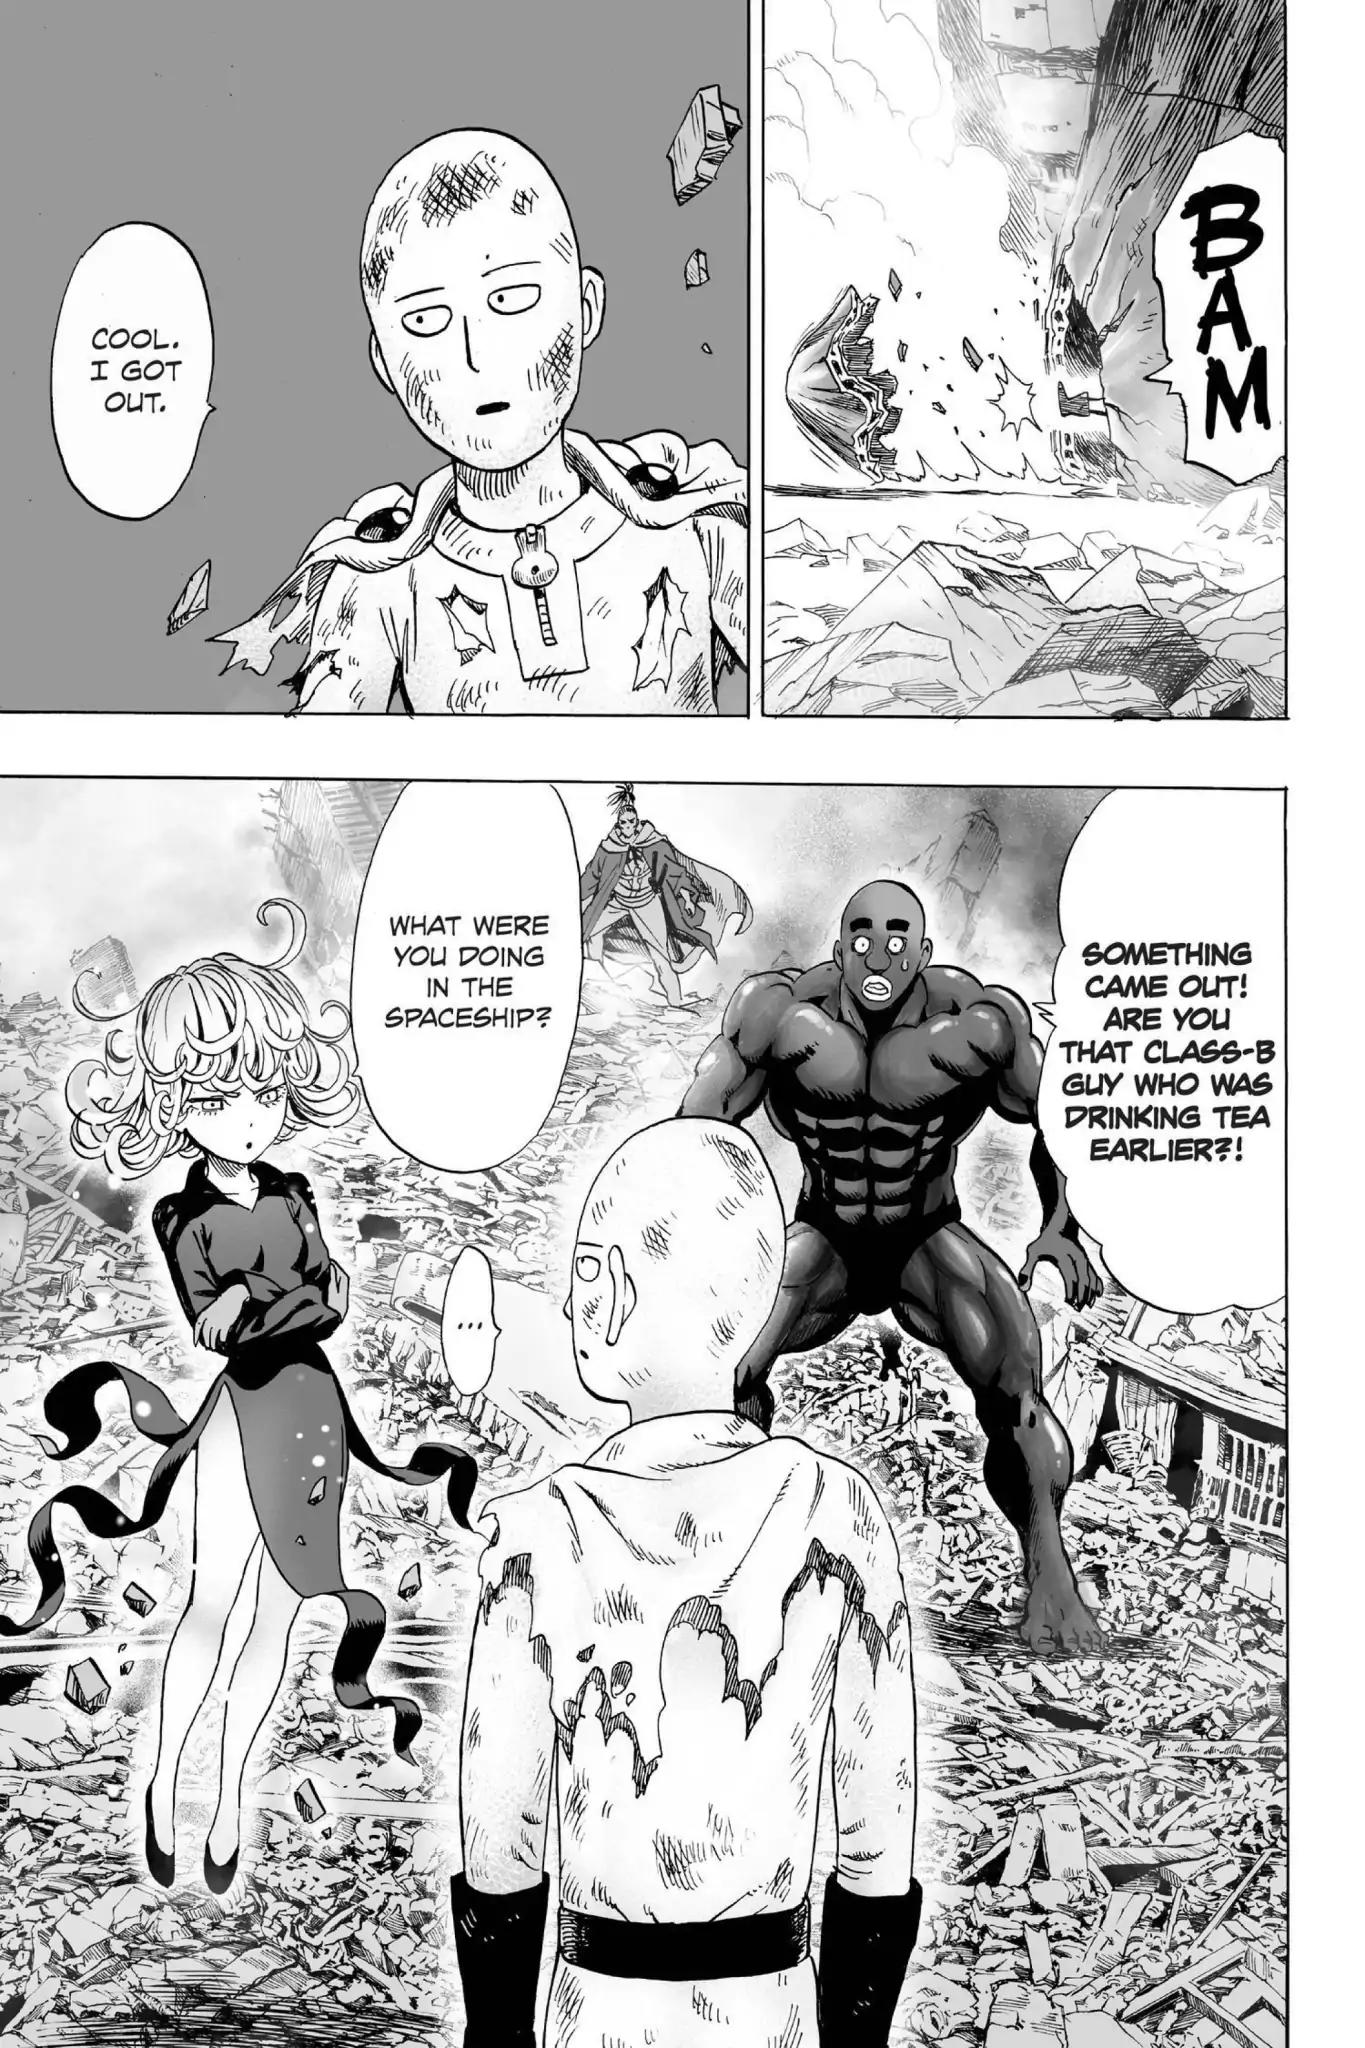 BAM
COOL.
I GOT
OUT.
SOMETHING
CAME OUT!
ARE YOU
THAT CLASS-B
GUY WHO WAS
DRINKING TEA
EARLIER?!
WHAT WERE
YOU DOING
IN THE
SPACESHIP?
...